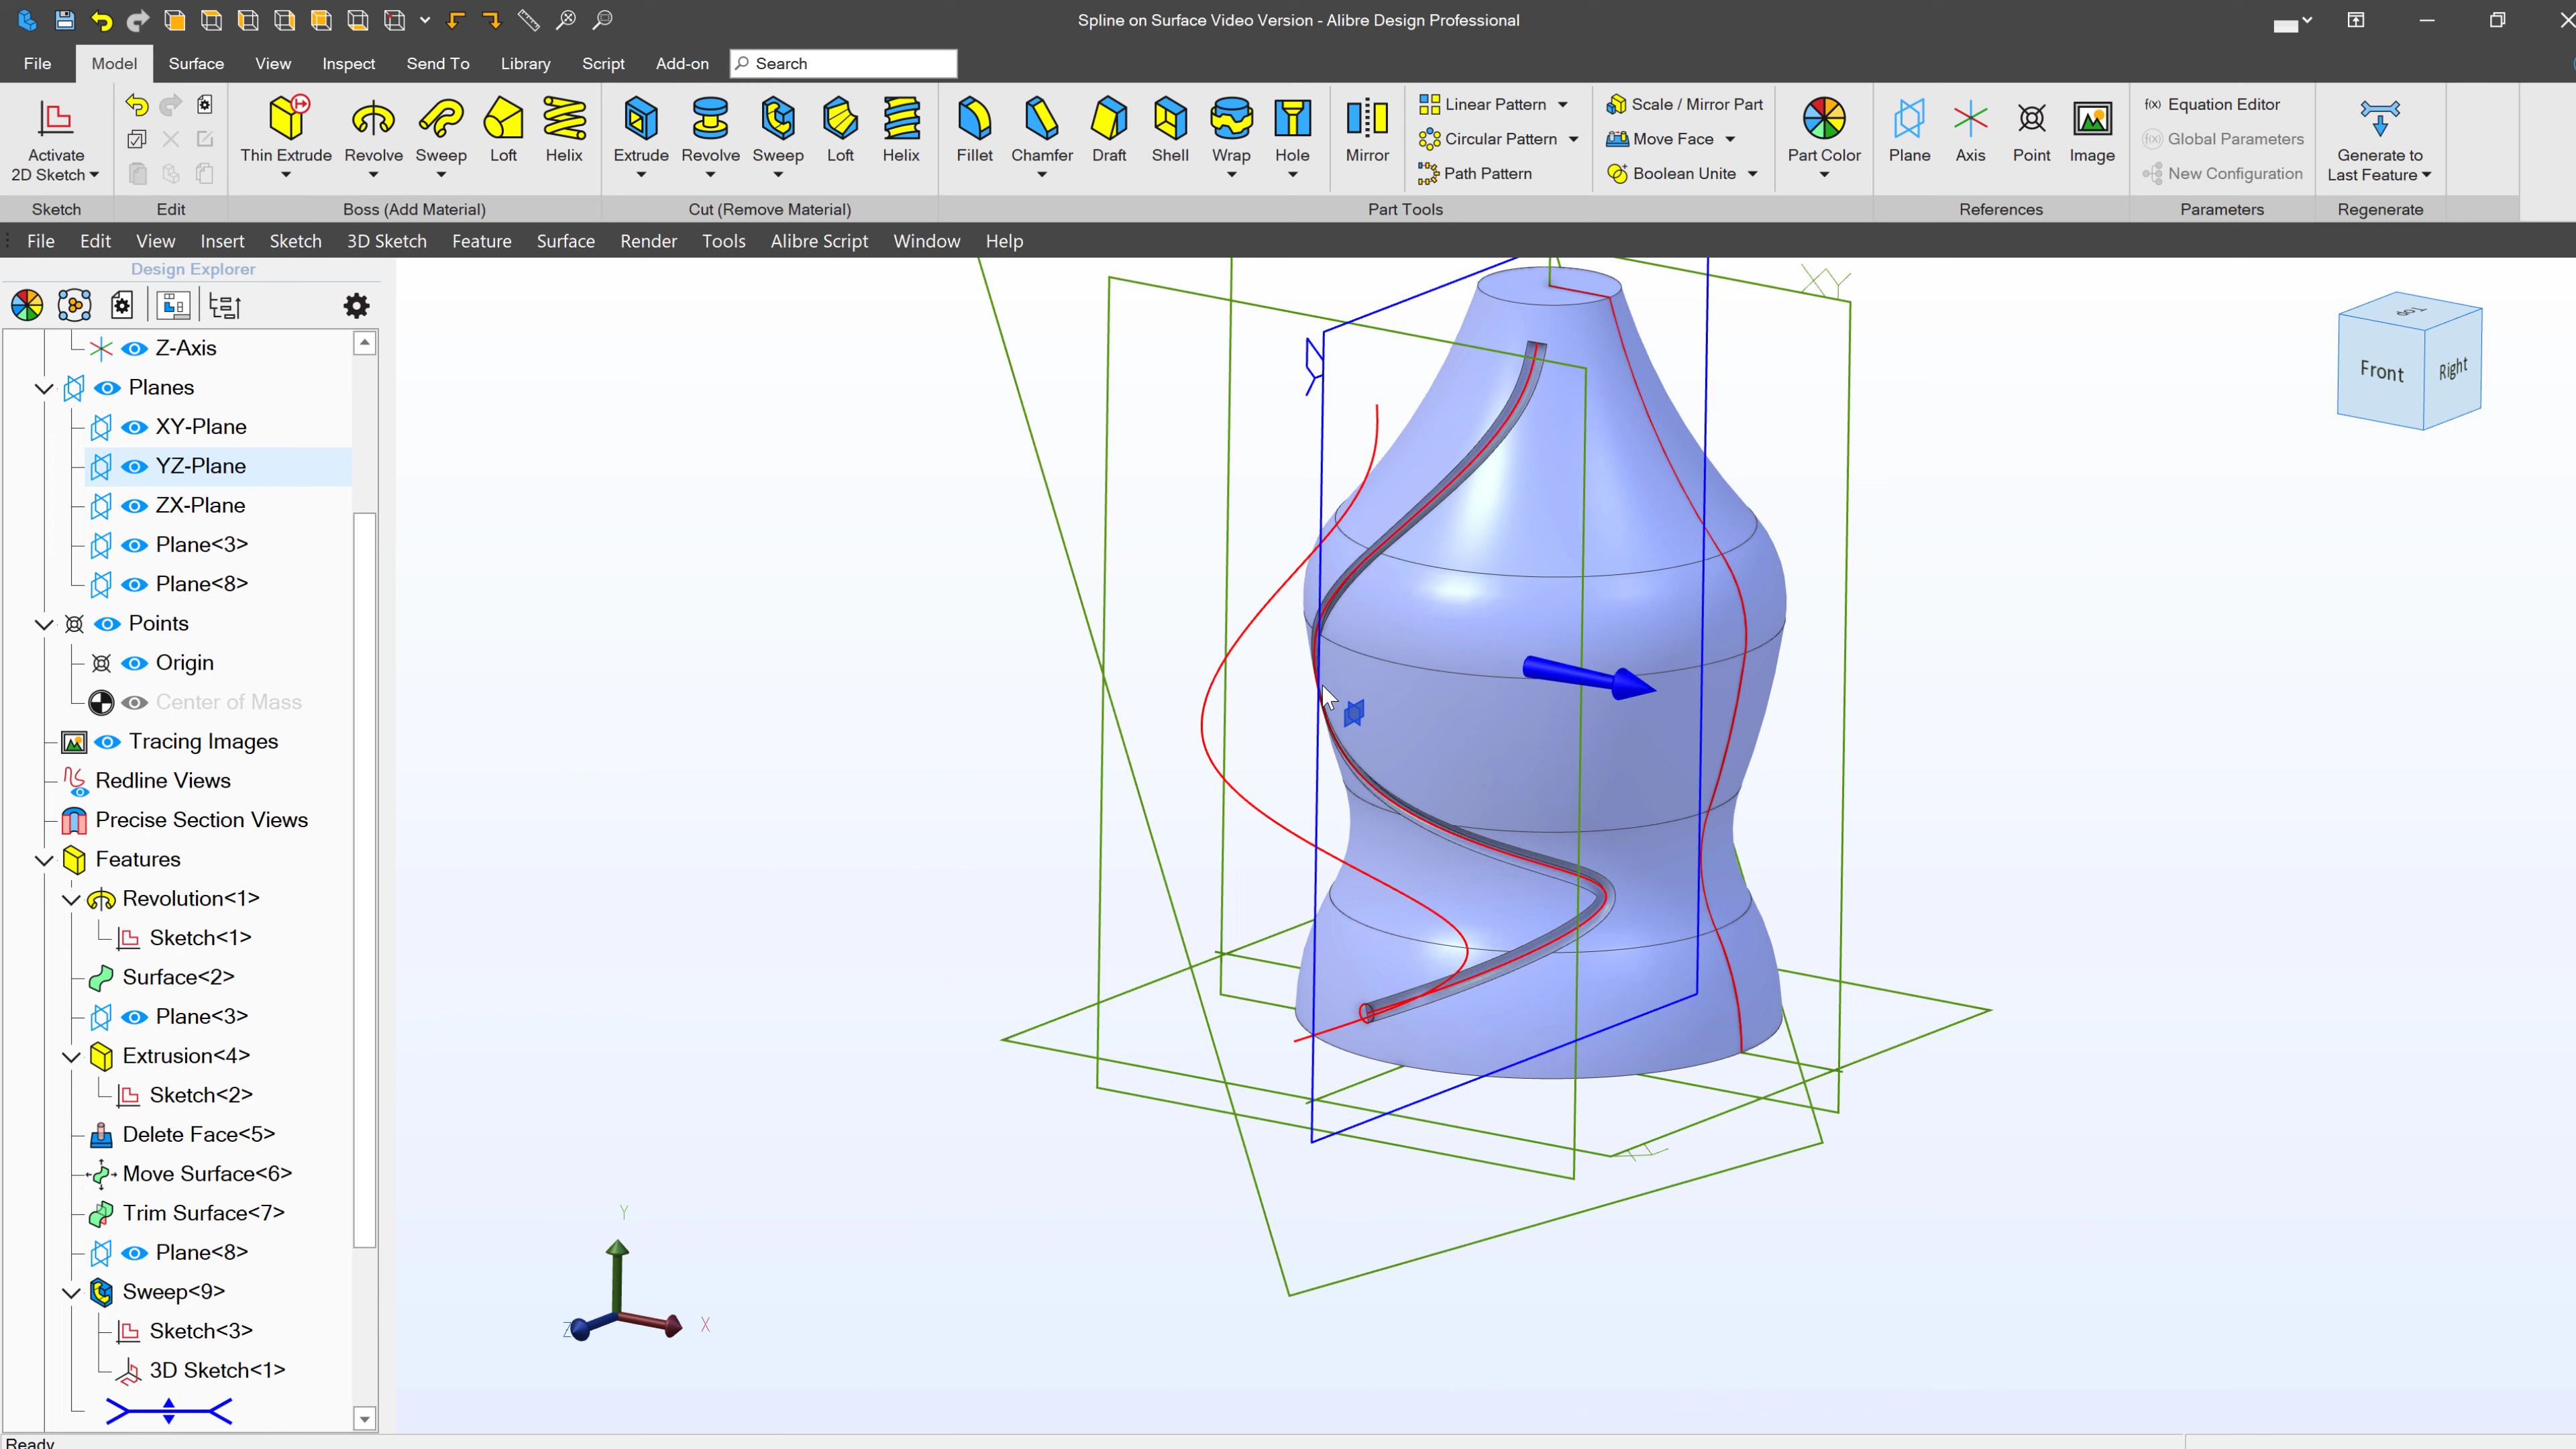 Spline on Surface Video Version - Alibre Design Professional
File Model Surface View Inspect Send To Library Script Add-on Search
Activate
2D Sketch
Sketch
Edit
Thin Extrude Revolve Sweep Loft Helix
Boss (Add Material)
Extrude Revolve Sweep Loft Helix
Cut (Remove Material)
Fillet Chamfer Draft Shell Wrap Hole Mirror
Linear Pattern
Circular Pattern
Path Pattern
Scale / Mirror Part
Move Face
Boolean Unite
Part Color
Part Tools
Plane Axis Point Image
References
f(x) Equation Editor
f(x) Global Parameters
New Configuration
Parameters
Generate to
Last Feature
Regenerate
File Edit View Insert Sketch 3D Sketch Feature Surface Render Tools Alibre Script Window Help
Design Explorer
Z-Axis
Planes
XY-Plane
YZ-Plane
ZX-Plane
Plane<3>
Plane<8>
Points
Origin
Center of Mass
Tracing Images
Redline Views
Precise Section Views
Features
Revolution<1>
Sketch<1>
Surface<2>
Plane<3>
Extrusion<4>
Sketch<2>
Delete Face<5>
Move Surface<6>
Trim Surface<7>
Plane<8>
Sweep<9>
Sketch<3>
3D Sketch<1>
Ready
Top
Front
Right
Y
Z
X